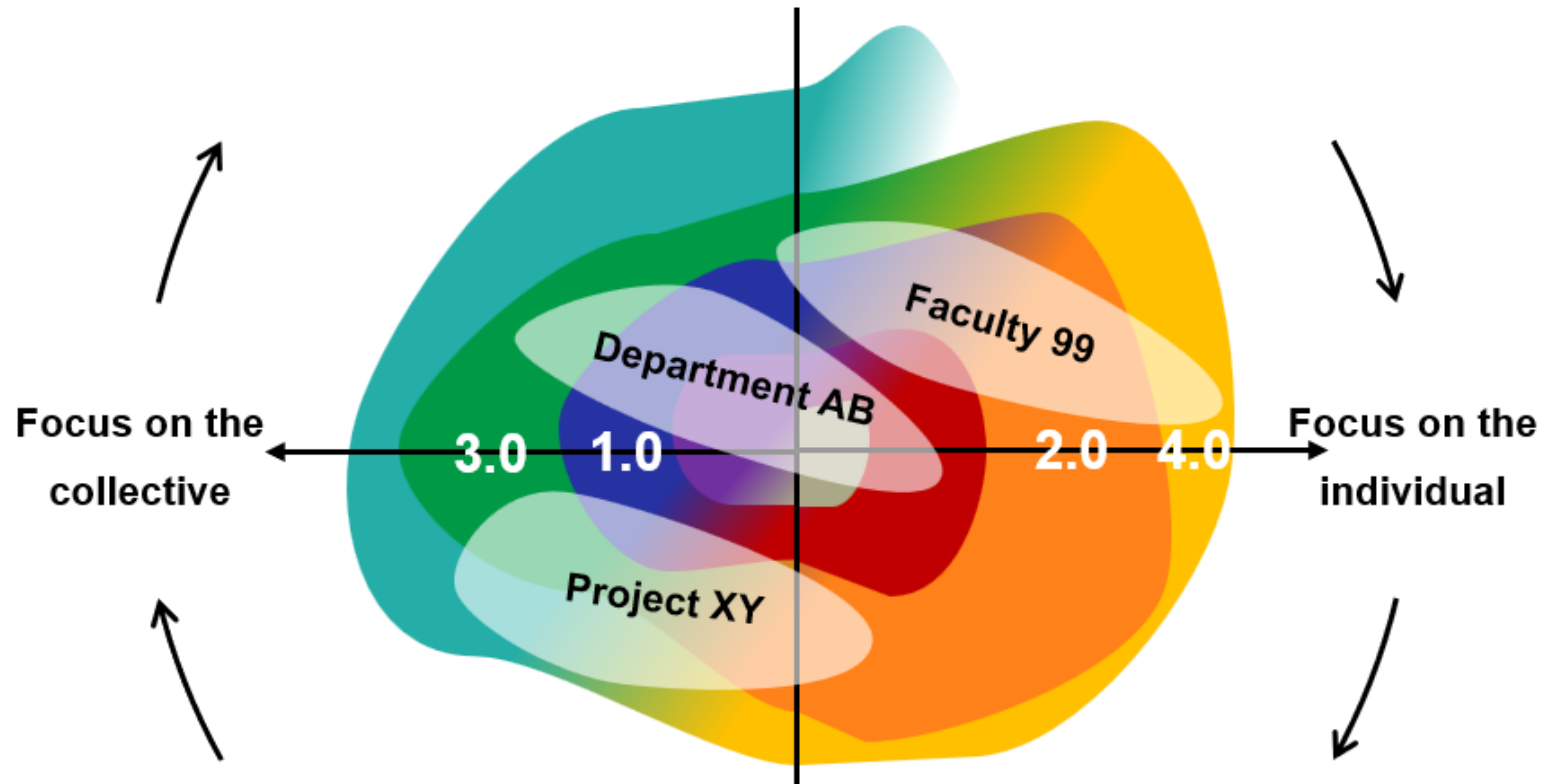 Faculty 99
Department AB
Focus on the
collective
3.0 1.0 2.0 4.0
Focus on the
individual
Project XY